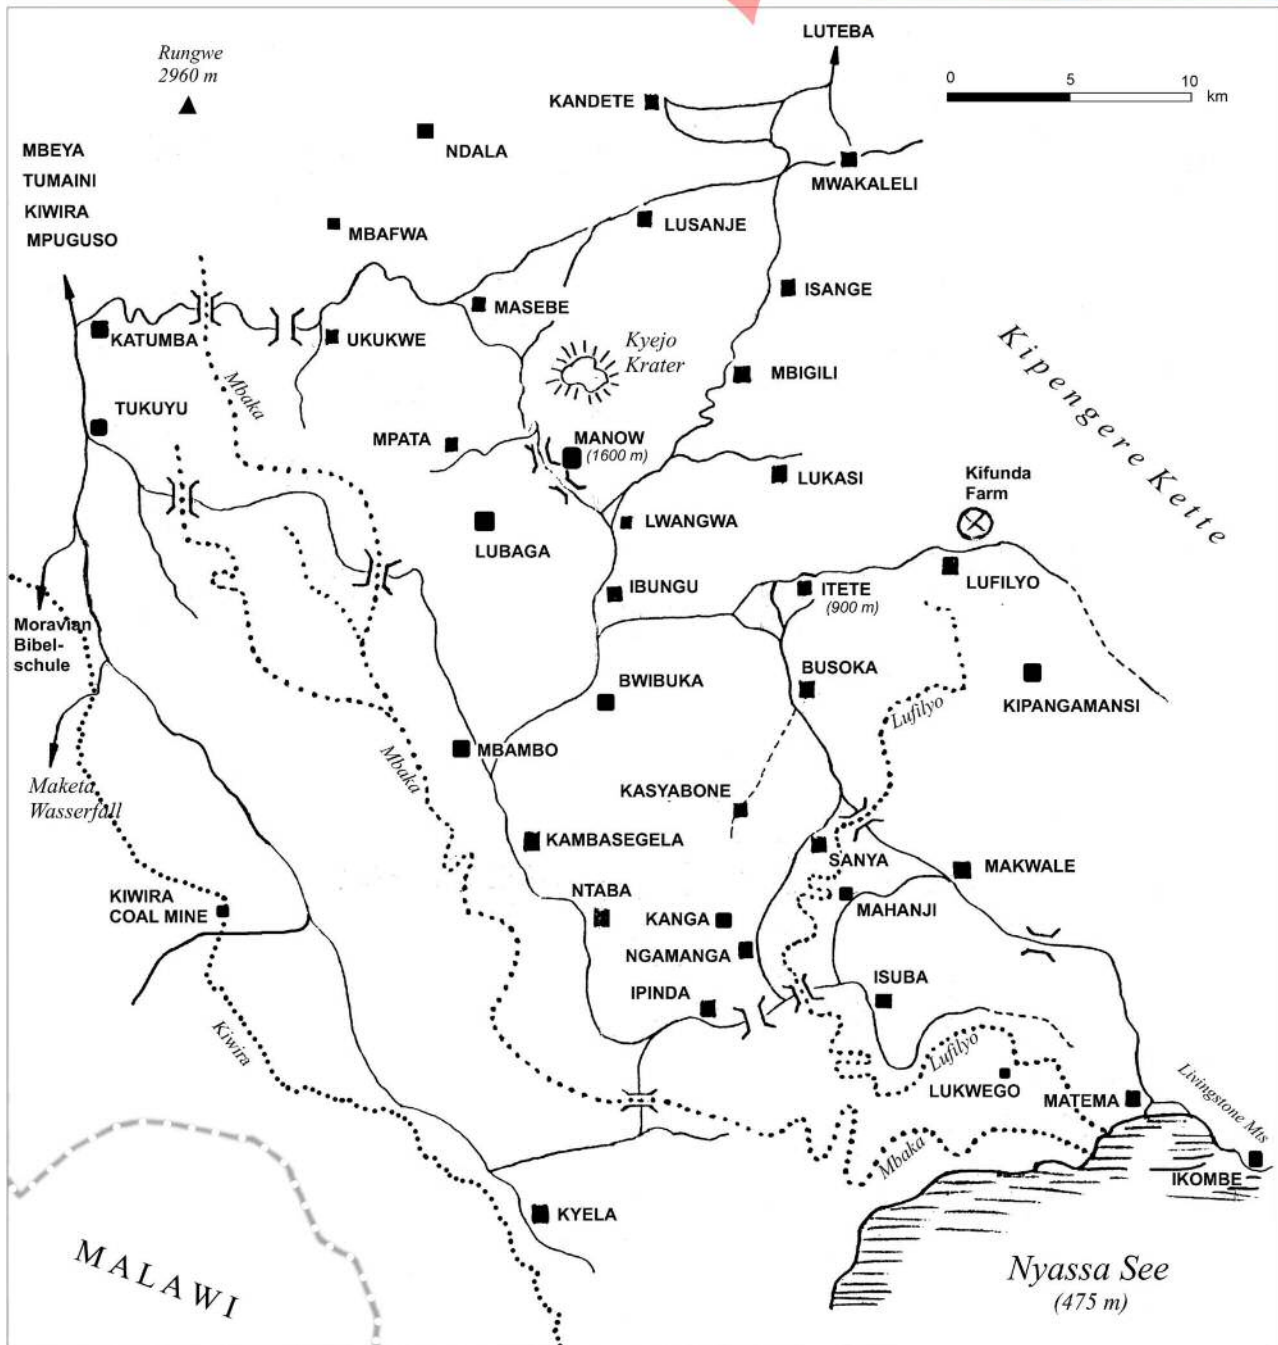 LUTEBA
Rungwe
2960 m
0 5 10
km
KANDETE
NDALA
MBEYA
TUMAINI
KIWIRA
MPUGUSO
MWAKALELI
MBAFWA
LUSANJE
ISANGE
MASEBE
KATUMBA
UKUKWE
Kyejo
Krater
Kipengere Kette
Mbaka
MBIGILI
TUKUYU
MPATA
MANOW
(1600 m)
LUKASI
Kifunda
Farm
LWANGWA
LUBAGA
IBUNGU
ITETE
(900 m)
LUFILYO
Moravian
Bibel-
schule
BWIBUKA
BUSOKA
KIPANGAMANSI
Lufilyo
MBAMBO
Mbaka
Maketa
Wasserfall
KASYABONE
KAMBASEGELA
SANYA
MAKWALE
KIWIRA
COAL MINE
NTABA
KANGA
MAHANJI
NGAMANGA
IPINDA
ISUBA
Kiwira
Lufilyo
LUKWEGO
MATEMA
Livingstone Mts
Mbaka
IKOMBE
KYELA
MALAWI
Nyassa See
(475 m)